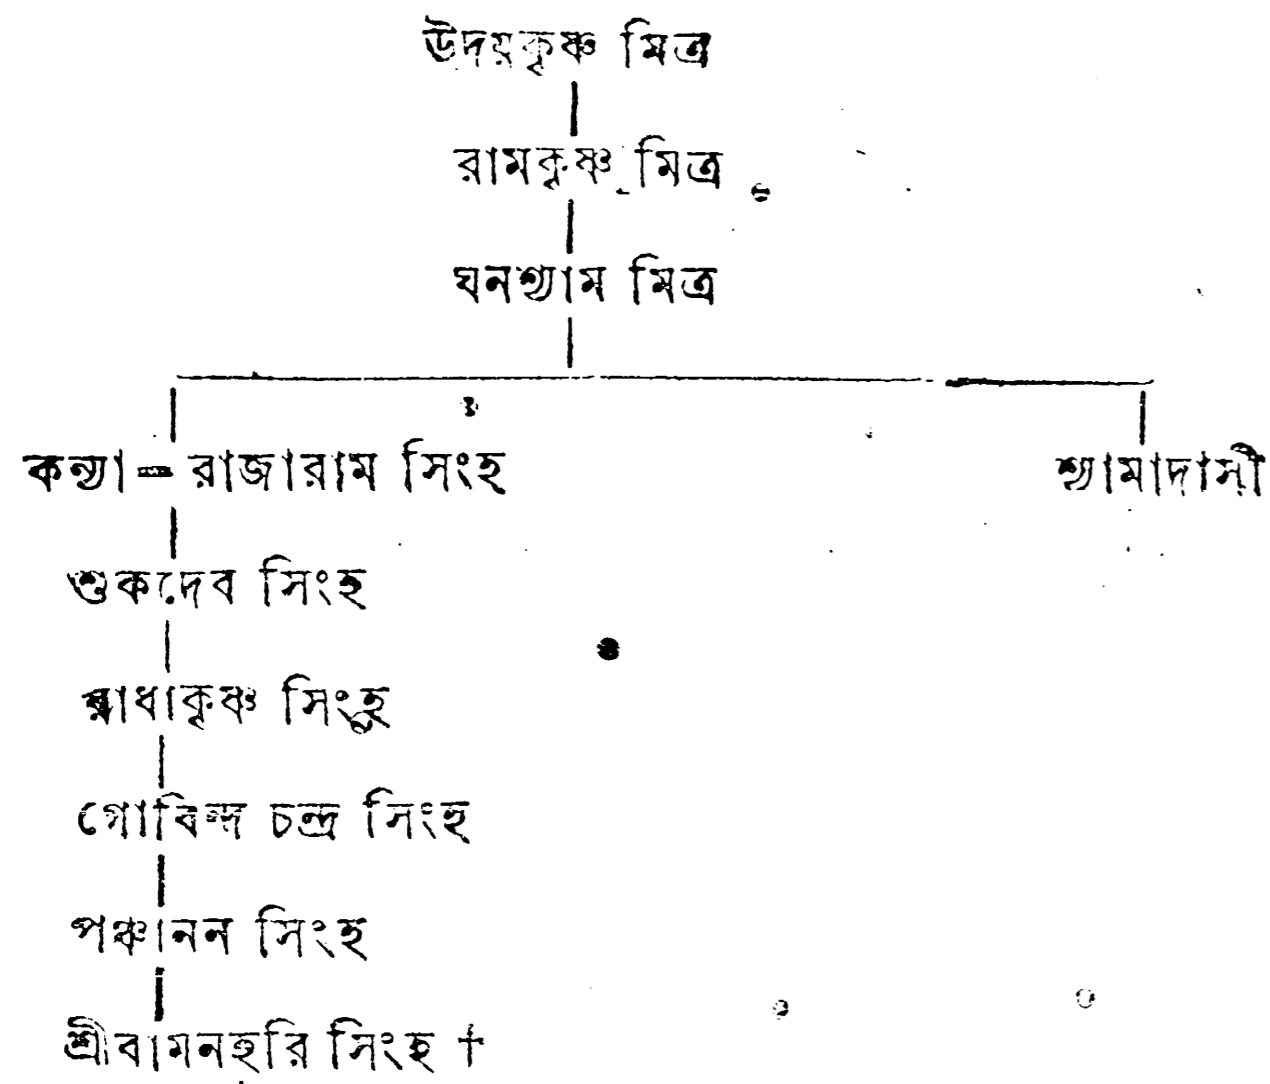 উদয়কৃষ্ণ মিত্র
রামকৃষ্ণ মিত্র
ঘনশ্যাম মিত্র
কন্যা = রাজারাম সিংহ শ্যামাদাসী
শুকদেব সিংহ
রাধাকৃষ্ণ সিংহ
গোবিন্দ চন্দ্র সিংহ
পঞ্চানন সিংহ
শ্রীবামনহরি সিংহ †